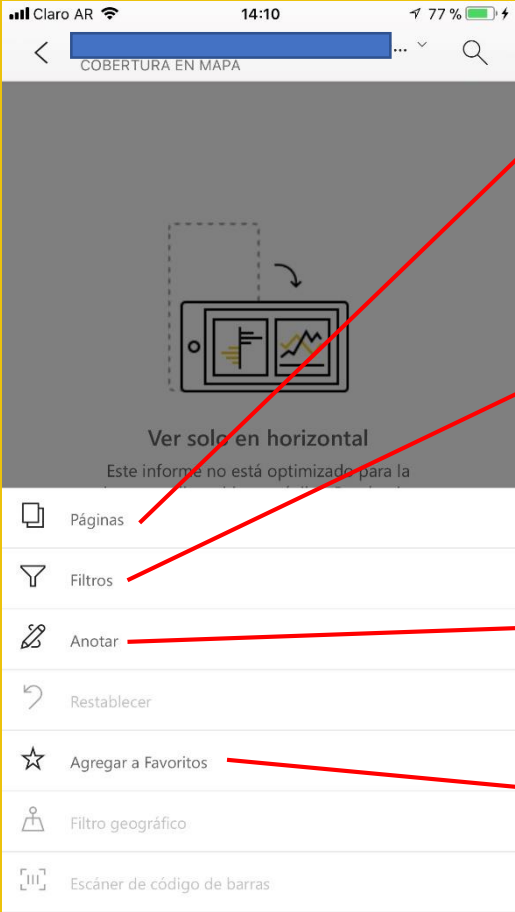 Claro AR 14:10 77 %
... 
COBERTURA EN MAPA
Ver solo en horizontal
Este informe no está optimizado para la
Páginas
Filtros
Anotar
Restablecer
Agregar a Favoritos
Filtro geográfico
Escáner de código de barras